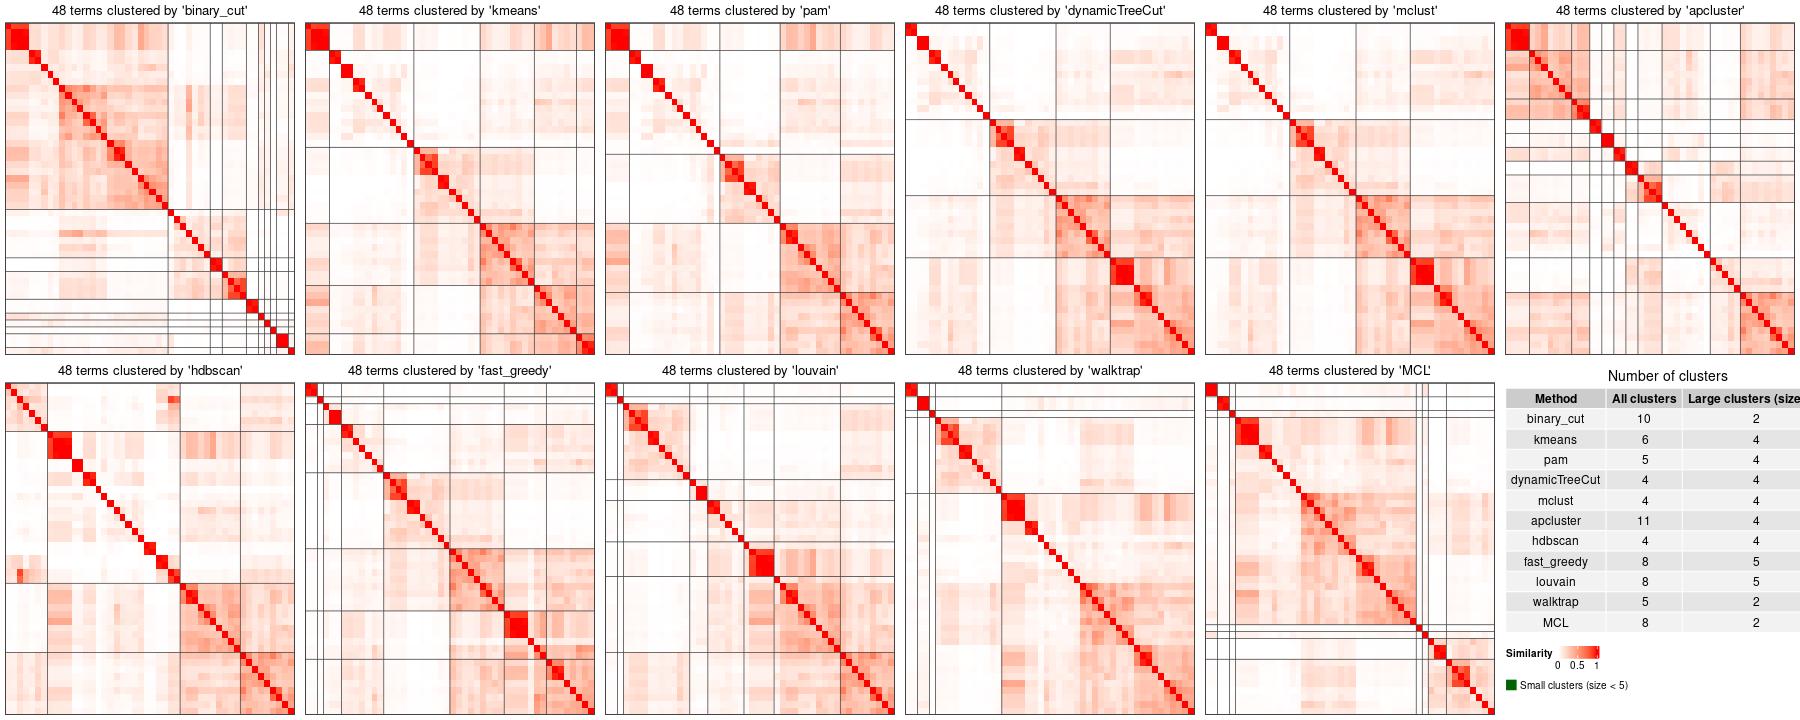 48 terms clustered by 'binary_cut'
48 terms clustered by 'kmeans'
48 terms clustered by 'pam'
48 terms clustered by 'dynamicTreeCut'
48 terms clustered by 'mclust'
48 terms clustered by 'apcluster'
48 terms clustered by 'hdbscan'
48 terms clustered by 'fast_greedy'
48 terms clustered by 'louvain'
48 terms clustered by 'walktrap'
48 terms clustered by 'MCL'
Number of clusters
Method All clusters Large clusters (size
binary_cut 10 2
kmeans 6 4
pam 5 4
dynamicTreeCut 4 4
mclust 4 4
apcluster 11 4
hdbscan 4 4
fast_greedy 8 5
louvain 8 5
walktrap 5 2
MCL 8 2
Similarity
0 0.5 1
Small clusters (size < 5)